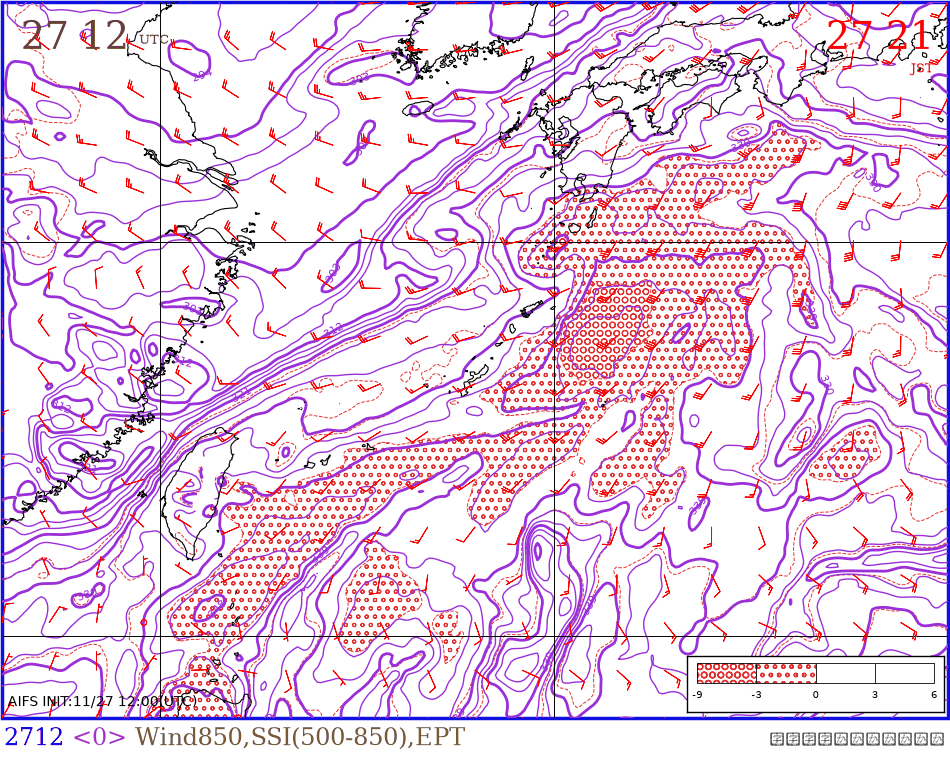 27 12 UTC
27 21
JST
AIFS INIT:11/27 12:00(UTC)
-9 -3 0 3 6
2712 <0> Wind850,SSI(500-850),EPT